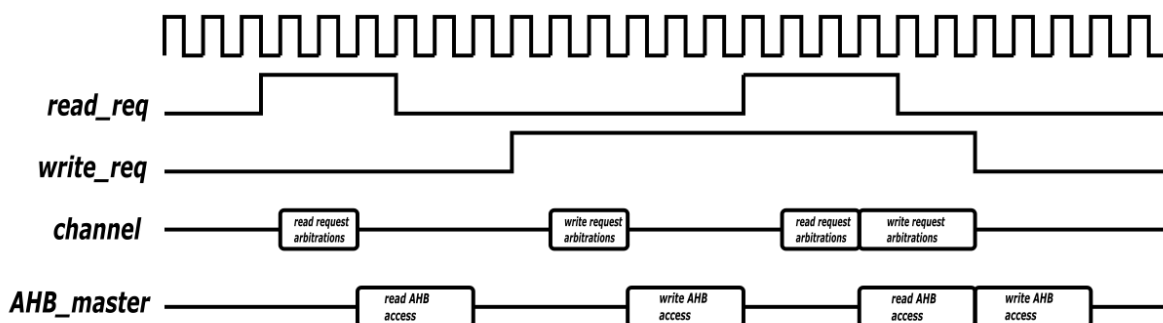 read_req
write_req
channel
read request
arbitrations
write request
arbitrations
read request
arbitrations
write request
arbitrations
AHB_master
read AHB
access
write AHB
access
read AHB
access
write AHB
access